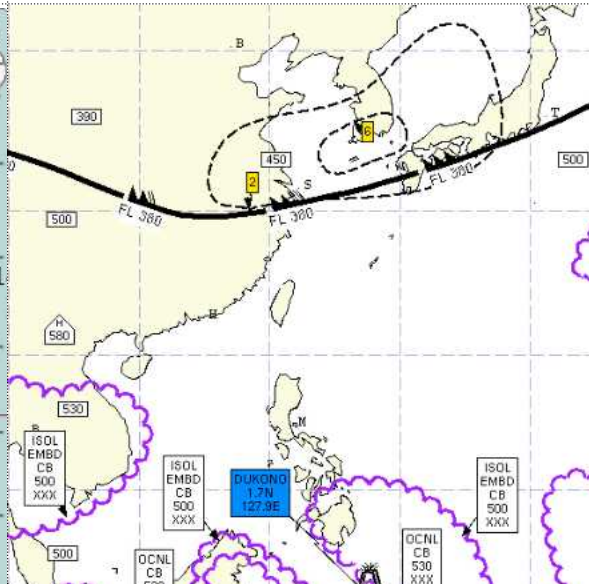 B
390
6
T
450
500
2
S
FL 380
FL 380
FL 380
500
H
H
580
530
M
ISOL
EMBD
CB
500
XXX
ISOL
EMBD
CB
500
XXX
DUKONO
1.7N
127.9E
ISOL
EMBD
CB
500
XXX
500
OCNL
CB
OCNL
CB
530
XXX